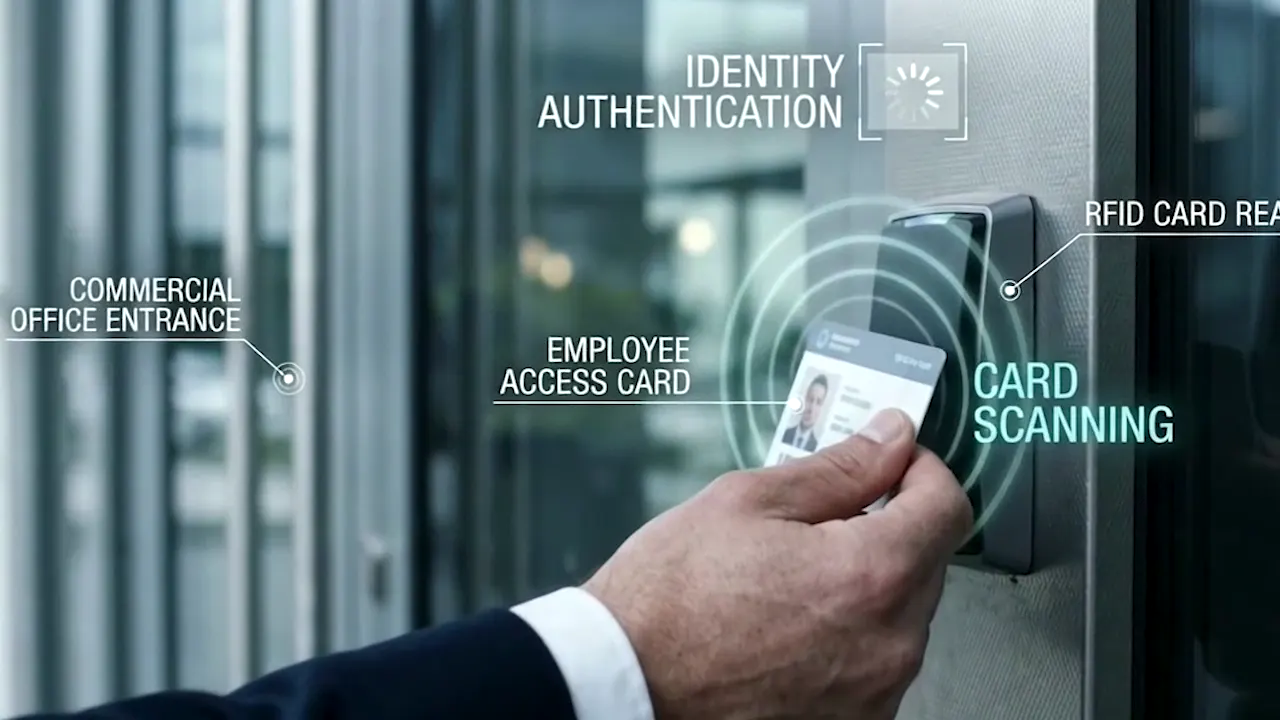 IDENTITY
AUTHENTICATION
RFID CARD REA
COMMERCIAL
OFFICE ENTRANCE
EMPLOYEE
ACCESS CARD
CARD
SCANNING